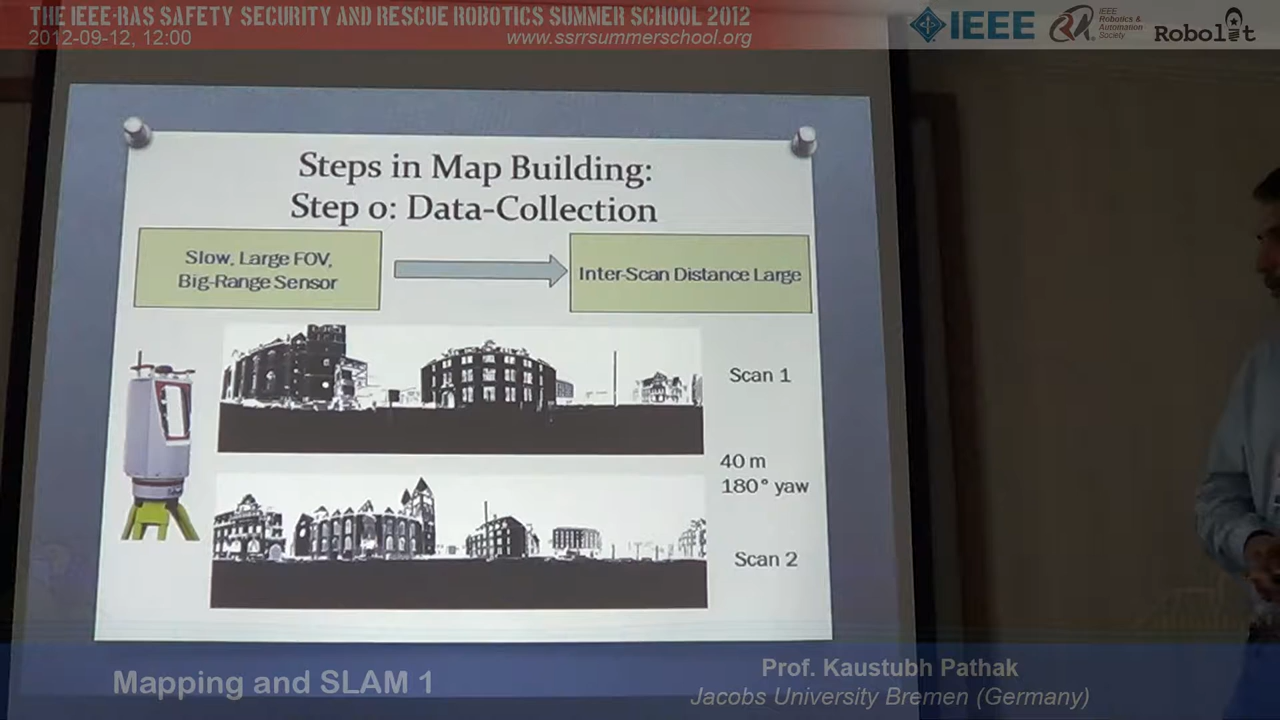 THE IEEE-RAS SAFETY SECURITY AND RESCUE ROBOTICS SUMMER SCHOOL 2012
2012-09-12, 12:00
www.ssrrsummerschool.org
IEEE
IEEE
Robotics &
Automation
Society
Robolit
Steps in Map Building:
Step 0: Data-Collection
Slow, Large FOV,
Big-Range Sensor
Inter-Scan Distance Large
Scan 1
40 m
180° yaw
Scan 2
Mapping and SLAM 1
Prof. Kaustubh Pathak
Jacobs University Bremen (Germany)